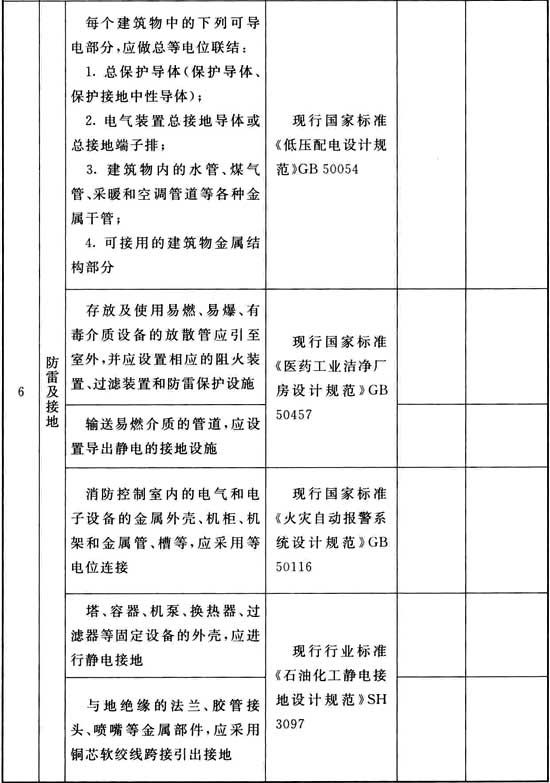 每个建筑物中的下列可导
电部分,应做总等电位联结:
1. 总保护导体(保护导体、
保护接地中性导体);
2. 电气装置总接地导体或
总接地端子排;
3. 建筑物内的水管、煤气
管、采暖和空调管道等各种金
属干管;
4. 可接用的建筑物金属结
构部分
现行国家标准
《低压配电设计规
范》GB 50054
6
防雷及接地
存放及使用易燃、易爆、有
毒介质设备的放散管应引至
室外,并应设置相应的阻火装
置、过滤装置和防雷保护设施
输送易燃介质的管道,应设
置导出静电的接地设施
现行国家标准
《医药工业洁净厂
房设计规范》GB
50457
消防控制室内的电气和电
子设备的金属外壳、机柜、机
架和金属管、槽等,应采用等
电位连接
现行国家标准
《火灾自动报警系
统设计规范》GB
50116
塔、容器、机泵、换热器、过
滤器等固定设备的外壳,应进
行静电接地
与地绝缘的法兰、胶管接
头、喷嘴等金属部件,应采用
铜芯软绞线跨接引出接地
现行行业标准
《石油化工静电接
地设计规范》SH
3097